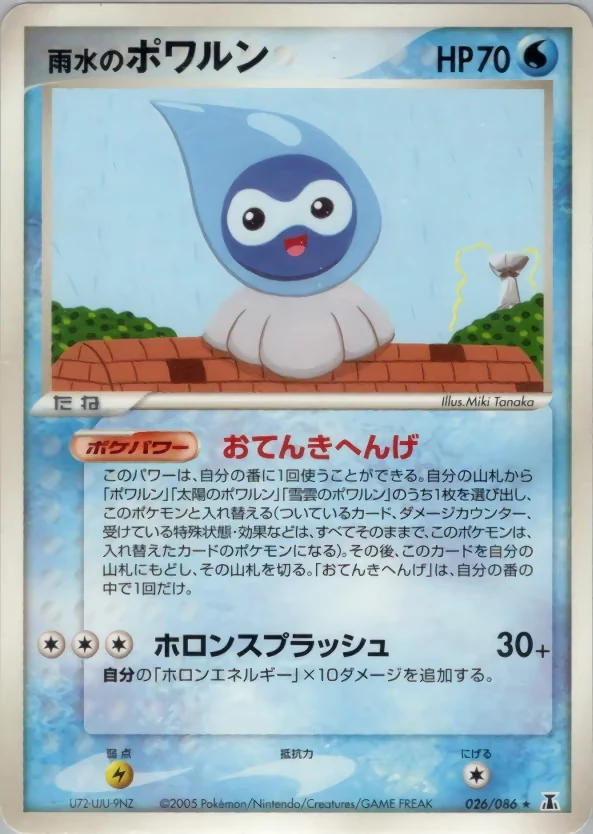 雨水のポワルン HP70
たね
Illus.Miki Tanaka
ポケパワー おてんきへんげ
このパワーは、自分の番に1回使うことができる。自分の山札から
「ポワルン」「太陽のポワルン」「雪雲のポワルン」のうち1枚を選び出し、
このポケモンと入れ替える(ついているカード、ダメージカウンター、
受けている特殊状態・効果などは、すべてそのままで、このポケモンは、
入れ替えたカードのポケモンになる)。その後、このカードを自分の
山札にもどし、その山札を切る。「おてんきへんげ」は、自分の番の
中で1回だけ。
ホロンスプラッシュ 30+
自分の「ホロンエネルギー」×10ダメージを追加する。
弱点 抵抗力 にげる
U72-UJU-9NZ ©2005 Pokémon/Nintendo/Creatures/GAME FREAK 026/086 ★